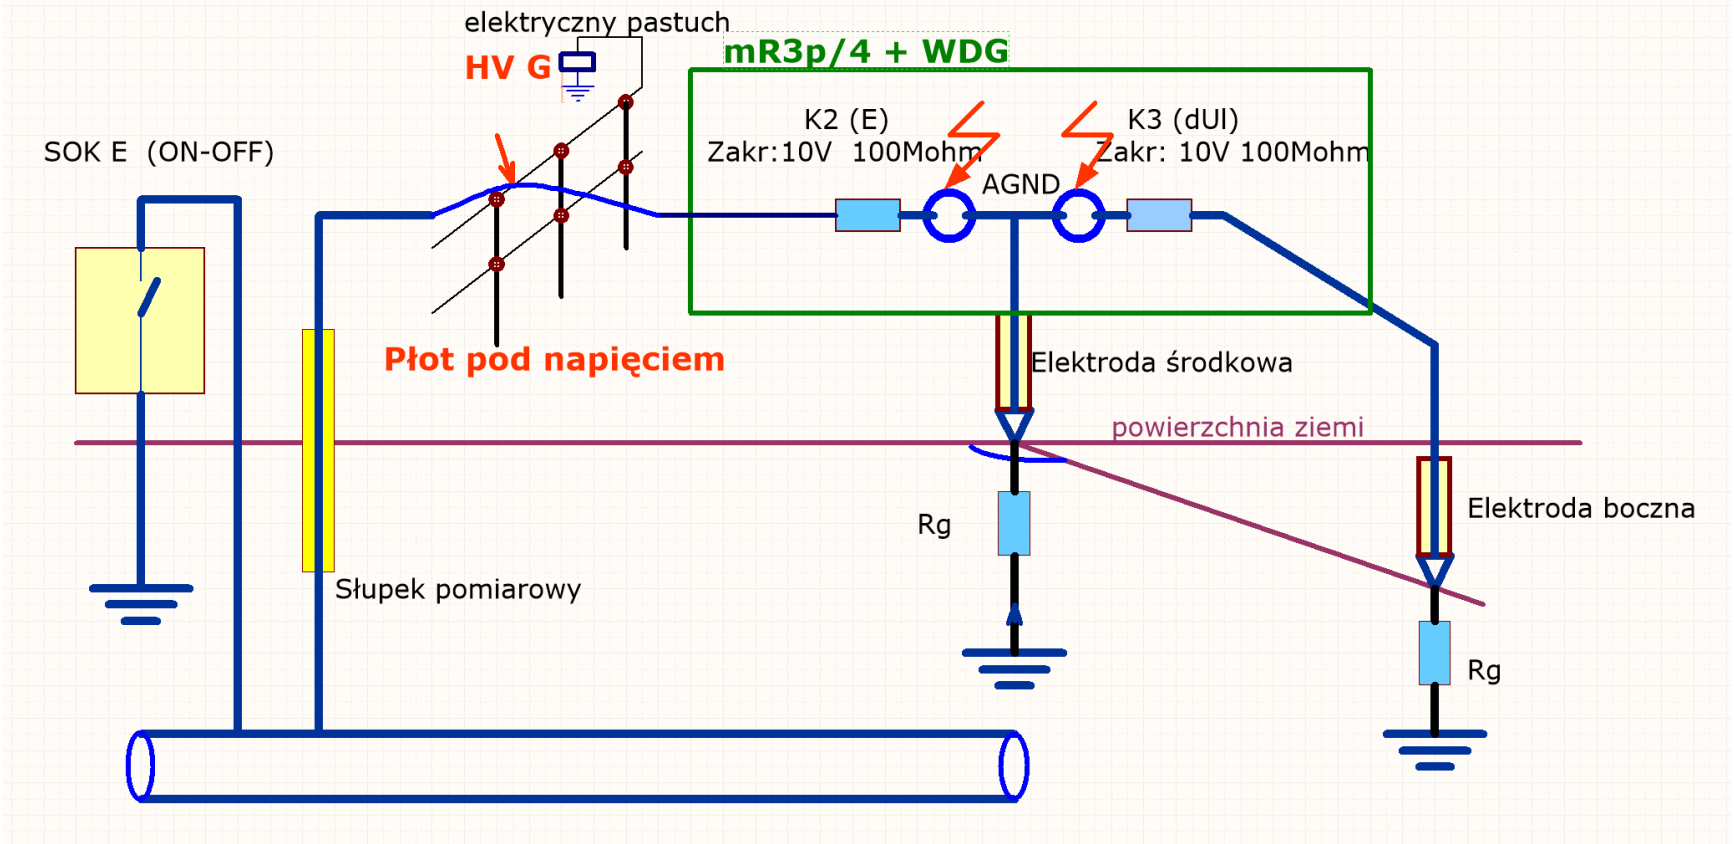 elektryczny pastuch
HV G
mR3p/4 + WDG
SOK E (ON-OFF)
K2 (E)
Zakr:10V 100Mohm
K3 (dUl)
Zakr: 10V 100Mohm
AGND
Płot pod napięciem
Elektroda środkowa
powierzchnia ziemi
Elektroda boczna
Rg
Słupek pomiarowy
Rg